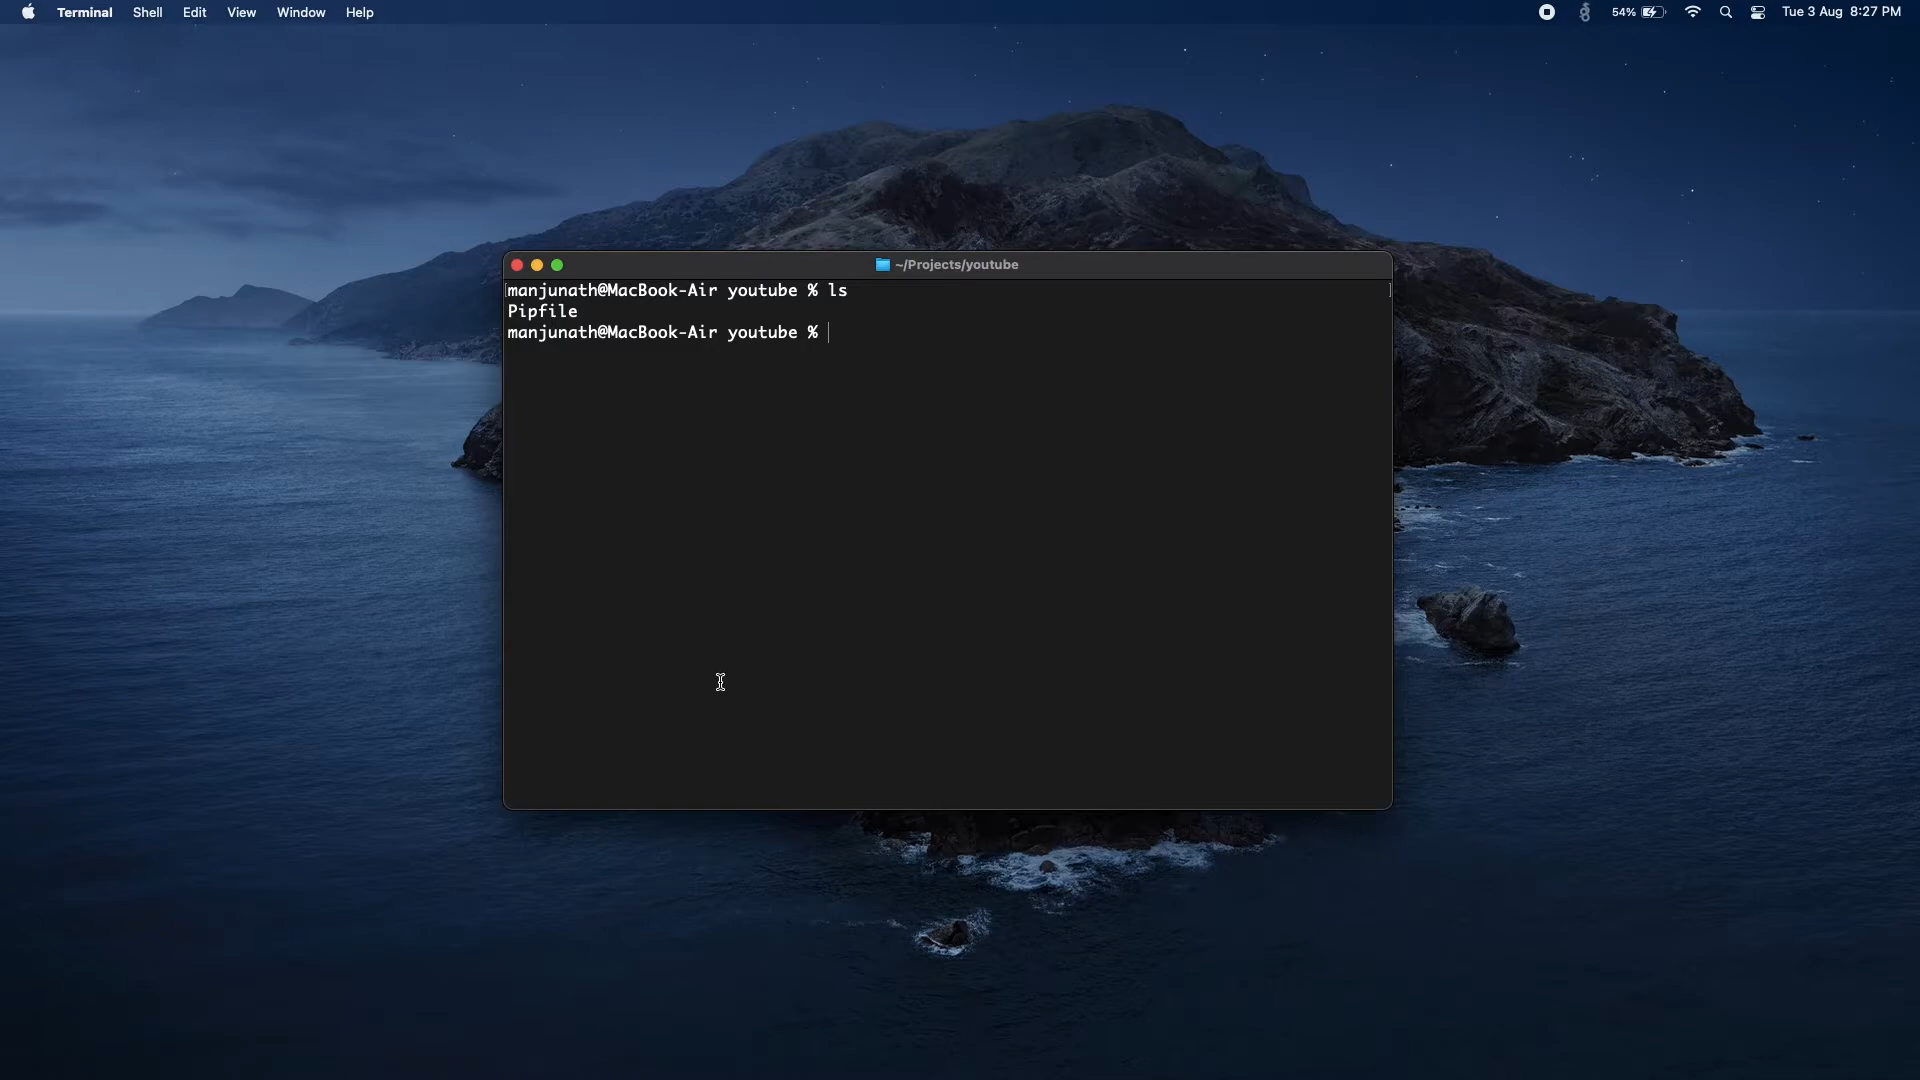 Terminal Shell Edit View Window Help 54% Tue 3 Aug 8:27 PM
~/Projects/youtube
manjunath@MacBook-Air youtube % ls
Pipfile
manjunath@MacBook-Air youtube %